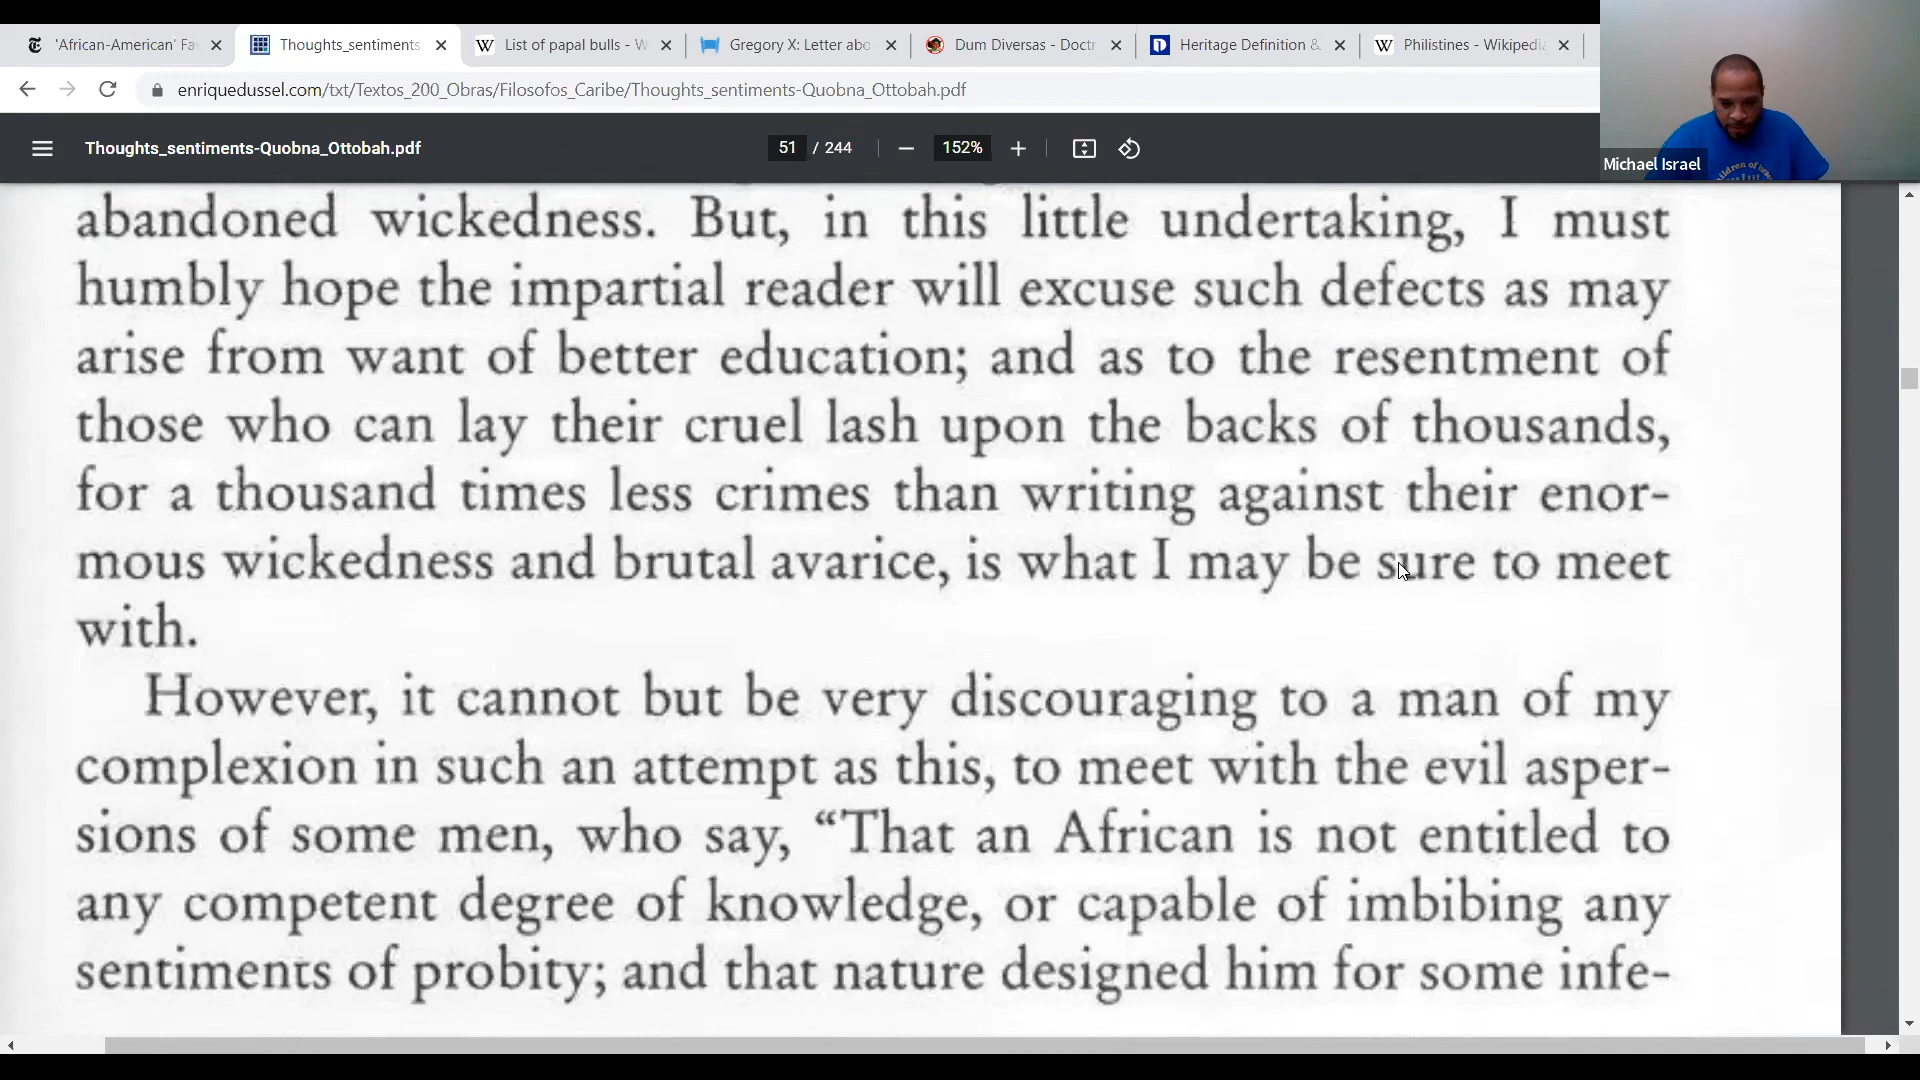 'African-American' Fa
Thoughts_sentiments
List of papal bulls - W
Gregory X: Letter abo
Dum Diversas - Doctr
Heritage Definition &
Philistines - Wikipedi
enriquedussel.com/txt/Textos_200_Obras/Filosofos_Caribe/Thoughts_sentiments-Quobna_Ottobah.pdf
Thoughts_sentiments-Quobna_Ottobah.pdf
51 / 244
152%
Michael Israel
abandoned wickedness. But, in this little undertaking, I must
humbly hope the impartial reader will excuse such defects as may
arise from want of better education; and as to the resentment of
those who can lay their cruel lash upon the backs of thousands,
for a thousand times less crimes than writing against their enor-
mous wickedness and brutal avarice, is what I may be sure to meet
with.
However, it cannot but be very discouraging to a man of my
complexion in such an attempt as this, to meet with the evil asper-
sions of some men, who say, “That an African is not entitled to
any competent degree of knowledge, or capable of imbibing any
sentiments of probity; and that nature designed him for some infe-